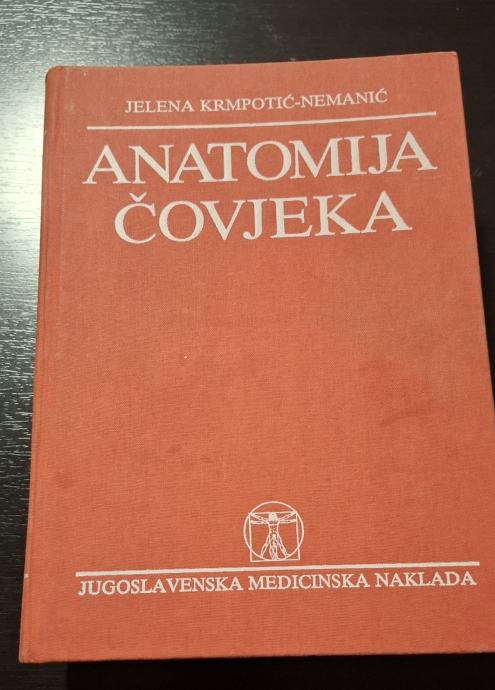 JELENA KRMPOTIĆ-NEMANIĆ
ANATOMIJA
ČOVJEKA
JUGOSLAVENSKA MEDICINSKA NAKLADA